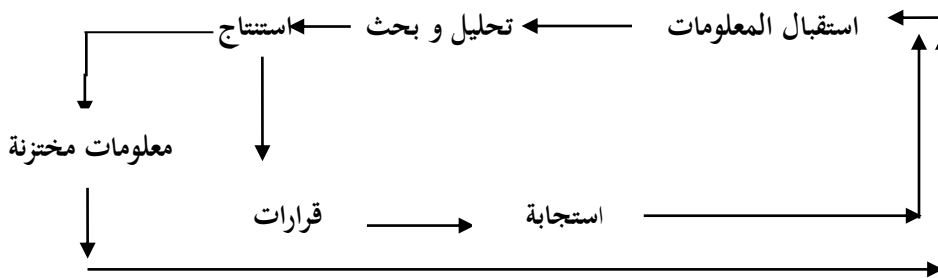 استقبال المعلومات تحليل و بحث استنتاج
معلومات مختزنة
قرارات استجابة